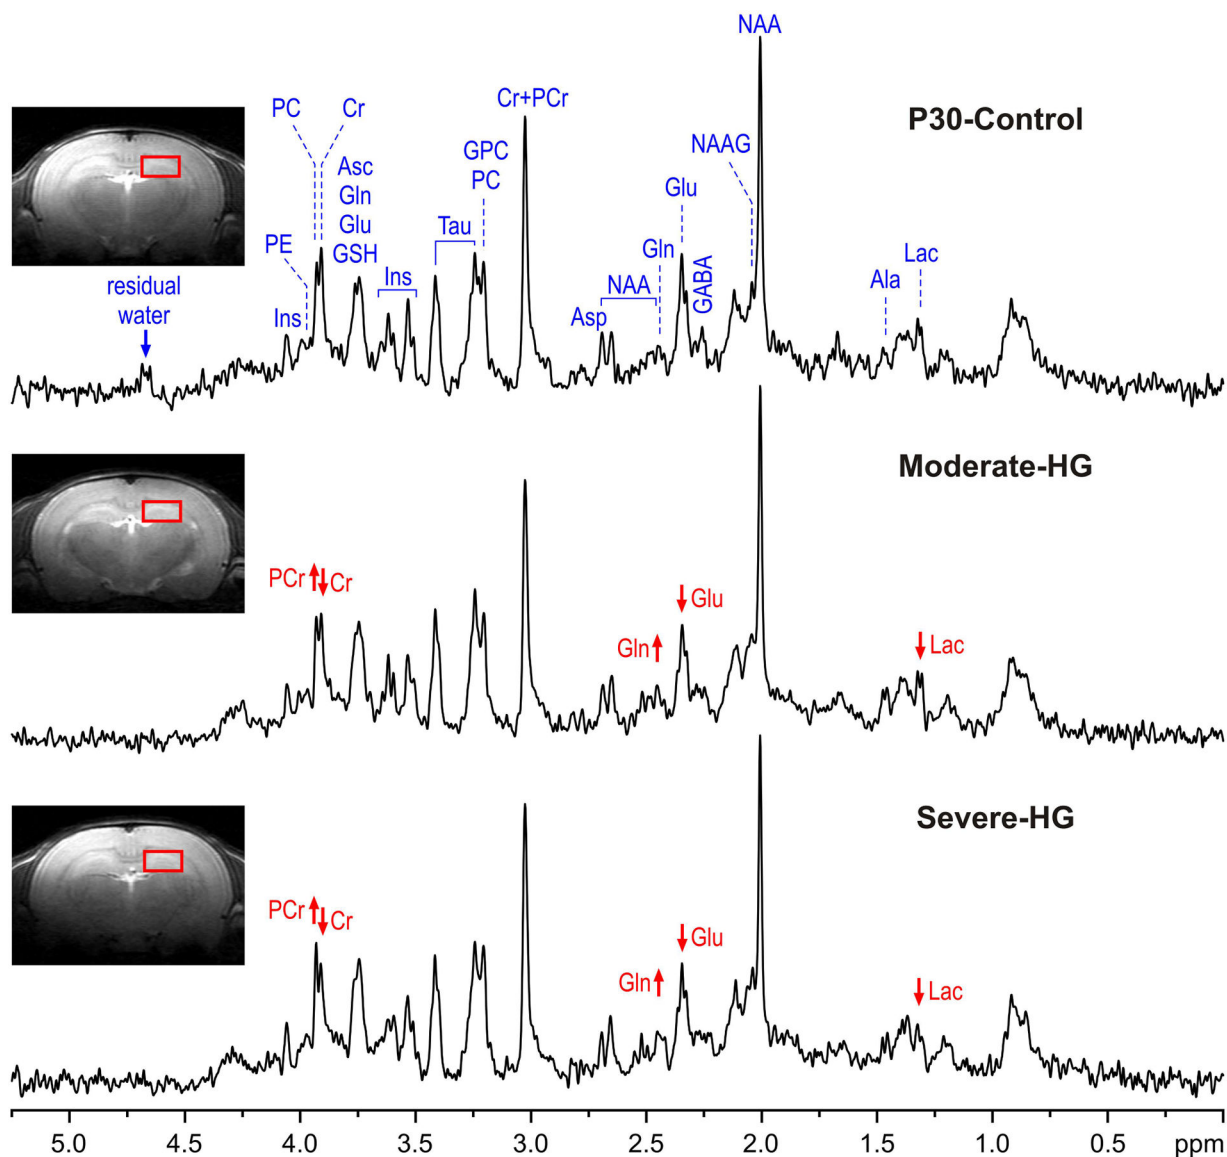 NAA
P30-Control
Cr+PCr
PC
Cr
Asc
Gln
Glu
GSH
GPC
PC
NAAG
Glu
Tau
Gln
PE
Ins
NAA
GABA
Lac
Ala
residual
water
Ins
Asp
Moderate-HG
PCr
Cr
Glu
Gln
Lac
Severe-HG
PCr
Cr
Glu
Gln
Lac
5.0 4.5 4.0 3.5 3.0 2.5 2.0 1.5 1.0 0.5 ppm